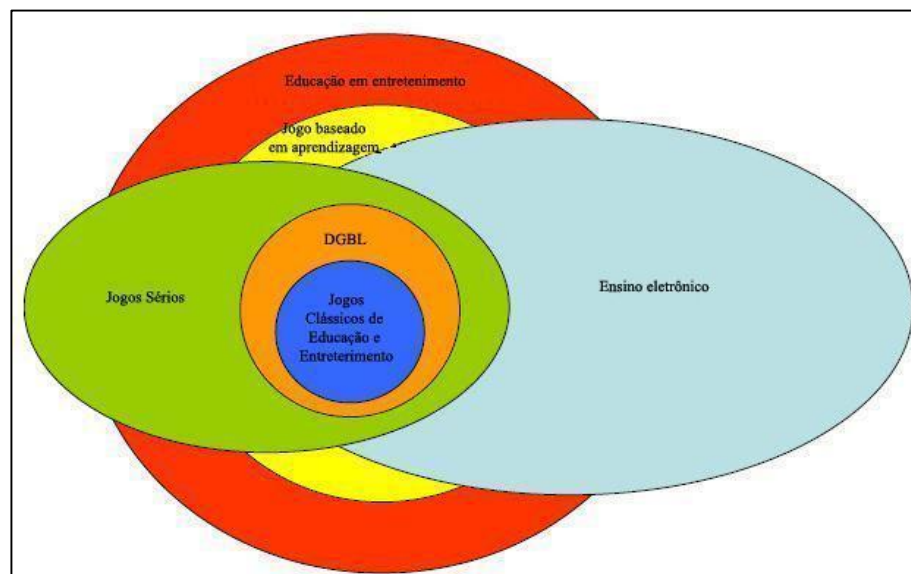 Educação em entretenimento
Jogo baseado
em aprendizagem
DGBL
Jogos Sérios
Jogos
Clássicos de
Educação e
Entreterimento
Ensino eletrônico